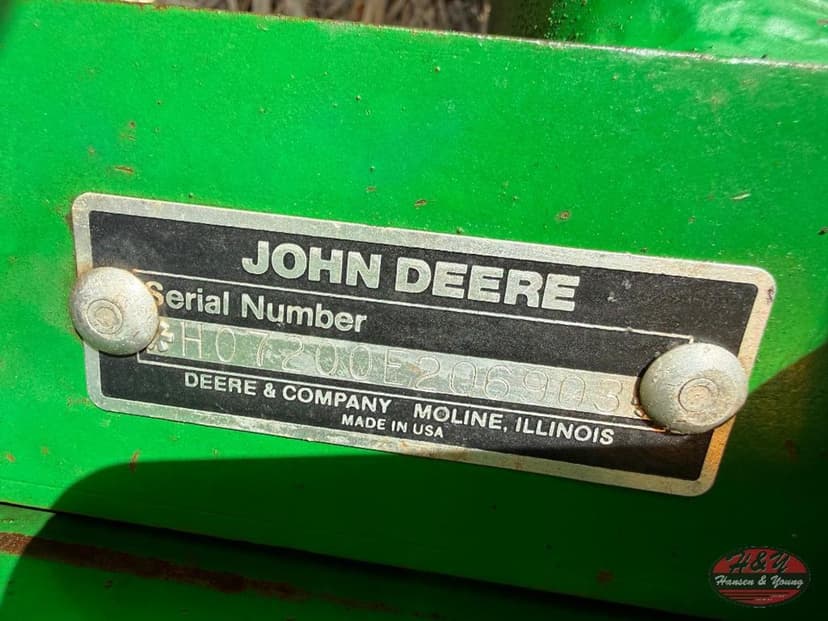 JOHN DEERE
Serial Number
*H07200E206903
DEERE & COMPANY MOLINE, ILLINOIS
MADE IN USA
H&Y
Hansen & Young